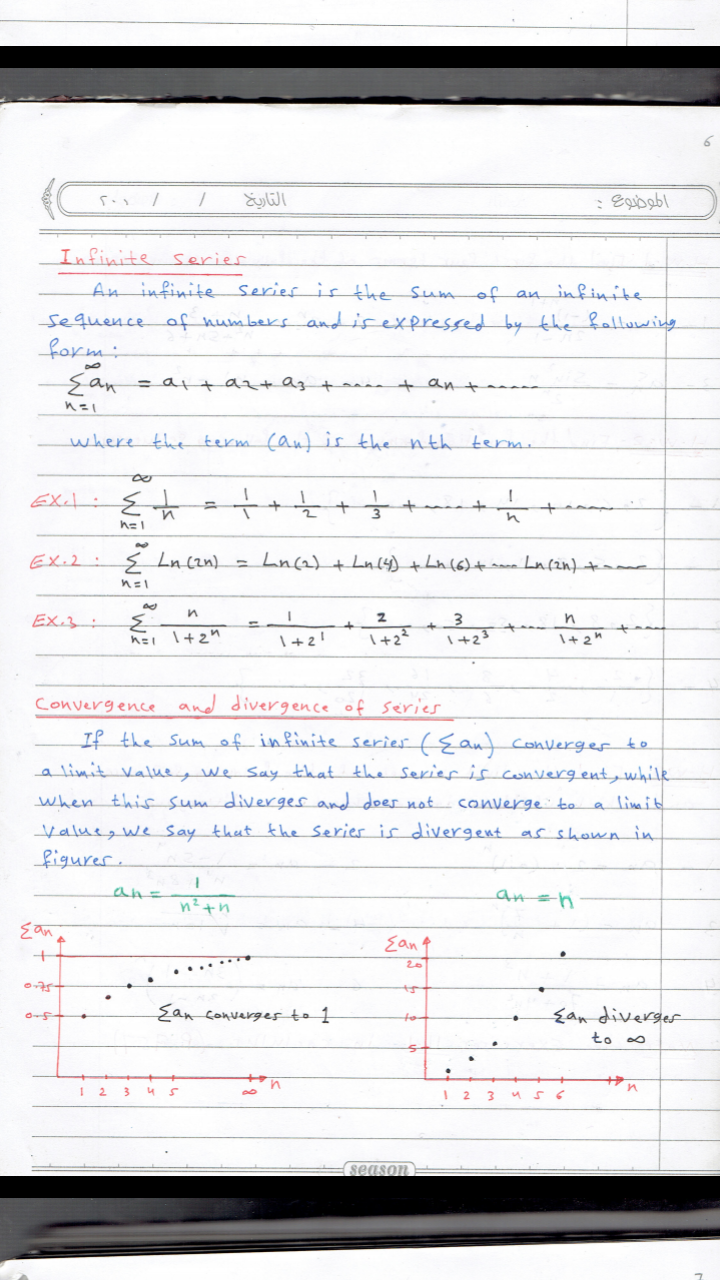 6
الموضوع : التاريخ / / ٢٠٠
Infinite series
An infinite series is the sum of an infinite
sequence of numbers and is expressed by the following
form:
∞
∑ an = a1 + a2 + a3 + ..... + an + ......
n=1
where the term (an) is the nth term.
EX.1 : ∞∑n=1 1/n = 1/1 + 1/2 + 1/3 + ..... + 1/n + .....
EX.2 : ∞∑n=1 Ln(2n) = Ln(2) + Ln(4) + Ln(6) + .... Ln(2n) + .....
EX.3 : ∞∑n=1 n/(1+2^n) = 1/(1+2^1) + 2/(1+2^2) + 3/(1+2^3) + .... n/(1+2^n) + .....
Convergence and divergence of series
If the sum of infinite series (∑an) converges to
a limit value, we say that the series is convergent, while
when this sum diverges and does not converge to a limit
value, we say that the series is divergent as shown in
figures.
an = 1/(n²+n) an = n
∑an
1
0.75
0.5
∑an converges to 1
1 2 3 4 5 ∞ n
∑an
20
15
10
5
∑an diverges
to ∞
1 2 3 4 5 6 n
season
7